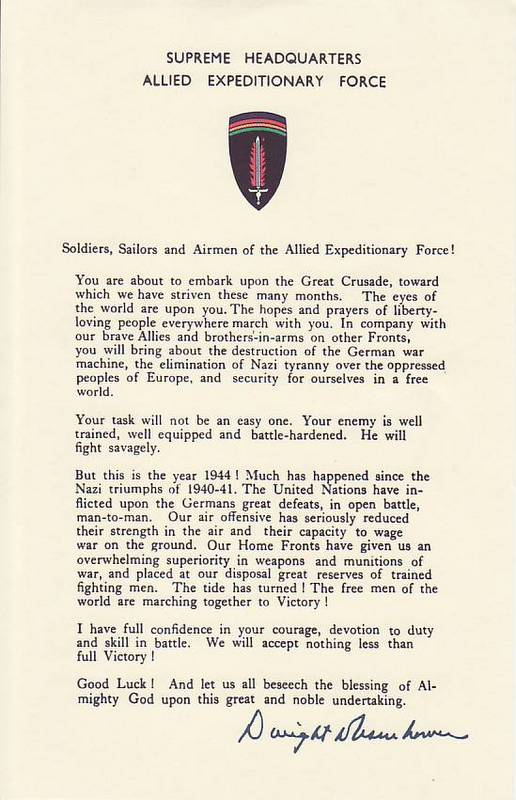 SUPREME HEADQUARTERS
ALLIED EXPEDITIONARY FORCE
Soldiers, Sailors and Airmen of the Allied Expeditionary Force!
You are about to embark upon the Great Crusade, toward
which we have striven these many months. The eyes of
the world are upon you. The hopes and prayers of liberty-
loving people everywhere march with you. In company with
our brave Allies and brothers-in-arms on other Fronts,
you will bring about the destruction of the German war
machine, the elimination of Nazi tyranny over the oppressed
peoples of Europe, and security for ourselves in a free
world.
Your task will not be an easy one. Your enemy is well
trained, well equipped and battle-hardened. He will
fight savagely.
But this is the year 1944! Much has happened since the
Nazi triumphs of 1940-41. The United Nations have in-
flicted upon the Germans great defeats, in open battle,
man-to-man. Our air offensive has seriously reduced
their strength in the air and their capacity to wage
war on the ground. Our Home Fronts have given us an
overwhelming superiority in weapons and munitions of
war, and placed at our disposal great reserves of trained
fighting men. The tide has turned! The free men of the
world are marching together to Victory!
I have full confidence in your courage, devotion to duty
and skill in battle. We will accept nothing less than
full Victory!
Good Luck! And let us all beseech the blessing of Al-
mighty God upon this great and noble undertaking.
Dwight D Eisenhower